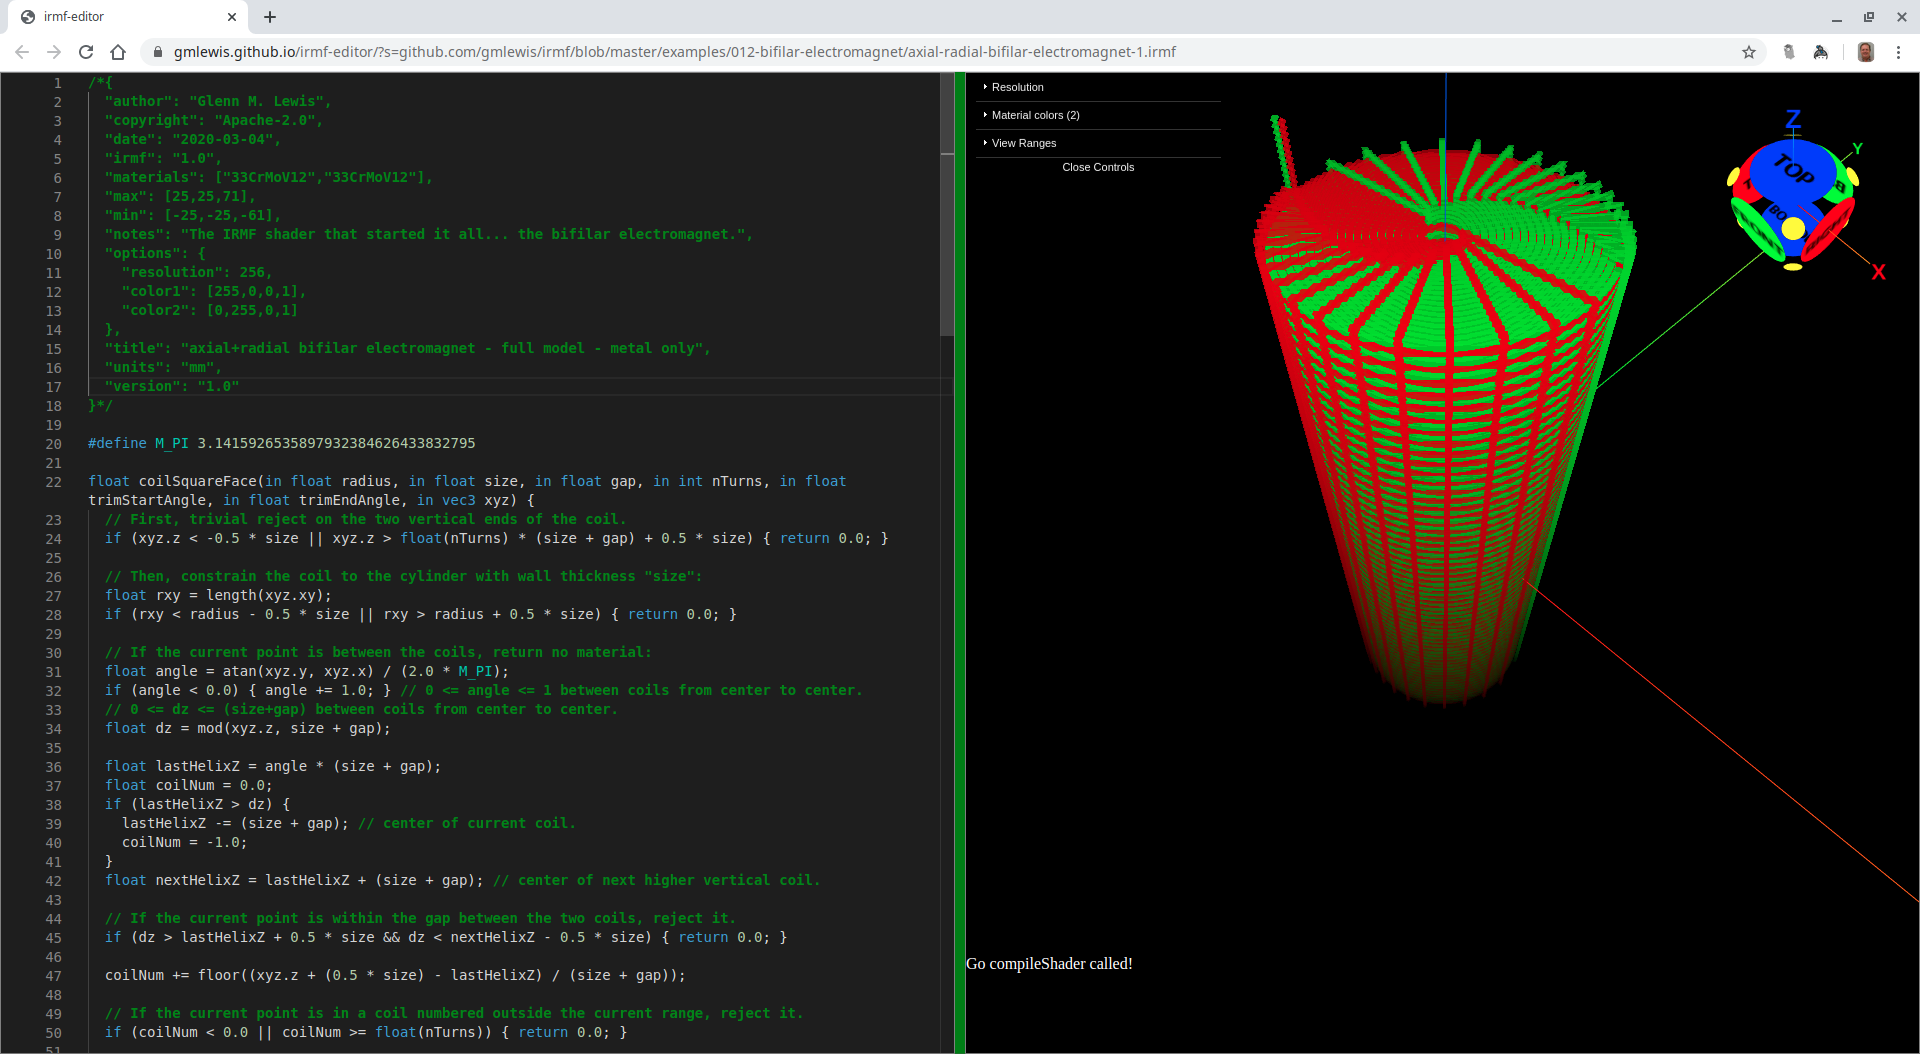 irmf-editor
gmlewis.github.io/irmf-editor/?s=github.com/gmlewis/irmf/blob/master/examples/012-bifilar-electromagnet/axial-radial-bifilar-electromagnet-1.irmf
1 /*{
2 "author": "Glenn M. Lewis",
3 "copyright": "Apache-2.0",
4 "date": "2020-03-04",
5 "irmf": "1.0",
6 "materials": ["33CrMoV12","33CrMoV12"],
7 "max": [25,25,71],
8 "min": [-25,-25,-61],
9 "notes": "The IRMF shader that started it all... the bifilar electromagnet.",
10 "options": {
11 "resolution": 256,
12 "color1": [255,0,0,1],
13 "color2": [0,255,0,1]
14 },
15 "title": "axial+radial bifilar electromagnet - full model - metal only",
16 "units": "mm",
17 "version": "1.0"
18 }*/
19
20 #define M_PI 3.1415926535897932384626433832795
21
22 float coilSquareFace(in float radius, in float size, in float gap, in int nTurns, in float
trimStartAngle, in float trimEndAngle, in vec3 xyz) {
23 // First, trivial reject on the two vertical ends of the coil.
24 if (xyz.z < -0.5 * size || xyz.z > float(nTurns) * (size + gap) + 0.5 * size) { return 0.0; }
25
26 // Then, constrain the coil to the cylinder with wall thickness "size":
27 float rxy = length(xyz.xy);
28 if (rxy < radius - 0.5 * size || rxy > radius + 0.5 * size) { return 0.0; }
29
30 // If the current point is between the coils, return no material:
31 float angle = atan(xyz.y, xyz.x) / (2.0 * M_PI);
32 if (angle < 0.0) { angle += 1.0; } // 0 <= angle <= 1 between coils from center to center.
33 // 0 <= dz <= (size+gap) between coils from center to center.
34 float dz = mod(xyz.z, size + gap);
35
36 float lastHelixZ = angle * (size + gap);
37 float coilNum = 0.0;
38 if (lastHelixZ > dz) {
39 lastHelixZ -= (size + gap); // center of current coil.
40 coilNum = -1.0;
41 }
42 float nextHelixZ = lastHelixZ + (size + gap); // center of next higher vertical coil.
43
44 // If the current point is within the gap between the two coils, reject it.
45 if (dz > lastHelixZ + 0.5 * size && dz < nextHelixZ - 0.5 * size) { return 0.0; }
46
47 coilNum += floor((xyz.z + (0.5 * size) - lastHelixZ) / (size + gap));
48
49 // If the current point is in a coil numbered outside the current range, reject it.
50 if (coilNum < 0.0 || coilNum >= float(nTurns)) { return 0.0; }
51
Resolution
Material colors (2)
View Ranges
Close Controls
Z
Y
TOP
X
Go compileShader called!